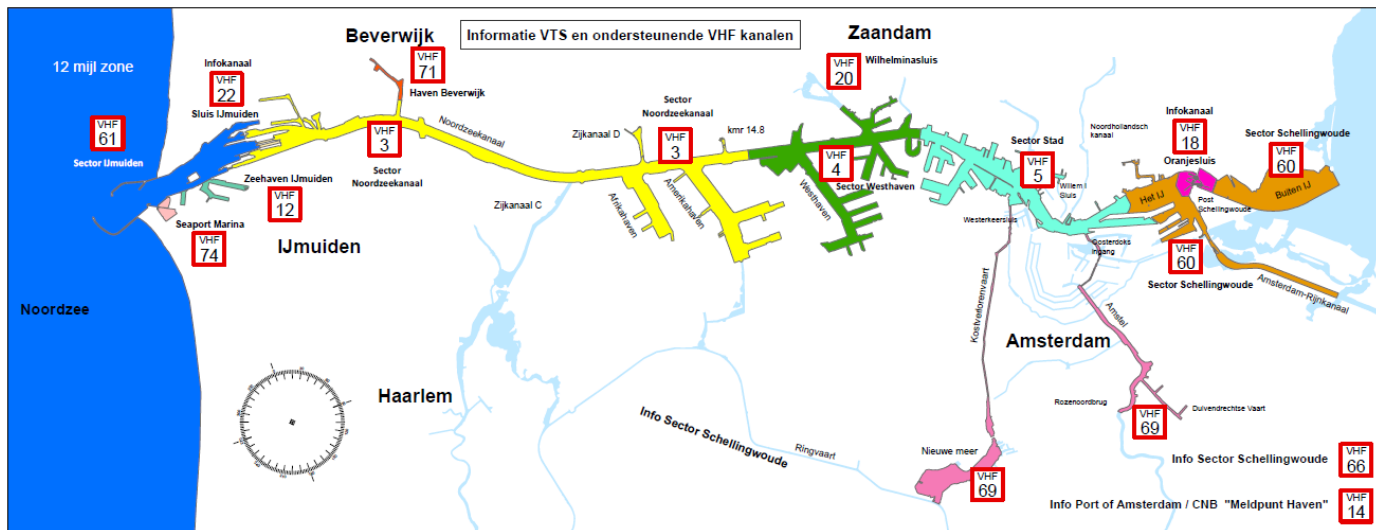 Informatie VTS en ondersteunende VHF kanalen
12 mijl zone
VHF
61
Sector IJmuiden
Infokanaal
VHF
22
Sluis IJmuiden
Beverwijk
VHF
71
Haven Beverwijk
VHF
3
Sector
Noordzeekanaal
Noordzeekanaal
Zeehaven IJmuiden
VHF
12
Seaport Marina
VHF
74
IJmuiden
Noordzee
Haarlem
Zijkanaal C
Zijkanaal D
Sector
Noordzeekanaal
VHF
3
kmr 14.8
Afrikahaven
Amerikahaven
Zaandam
VHF
20
Wilhelminasluis
Westhaven
VHF
4
Sector Westhaven
Sector Stad
VHF
5
Willem I
Sluis
Noordhollandsch
kanaal
Westerkeersluis
Oosterdoks
ingang
Infokanaal
VHF
18
Oranjesluis
Het IJ
Post
Schellingwoude
Sector Schellingwoude
VHF
60
Buiten IJ
VHF
60
Sector Schellingwoude
Amsterdam-Rijnkanaal
Kostverlorenvaart
Amsterdam
Amstel
Rozenoordbrug
Duivendrechtse Vaart
VHF
69
Info Sector Schellingwoude
Ringvaart
Nieuwe meer
VHF
69
Info Sector Schellingwoude
VHF
66
Info Port of Amsterdam / CNB "Meldpunt Haven"
VHF
14